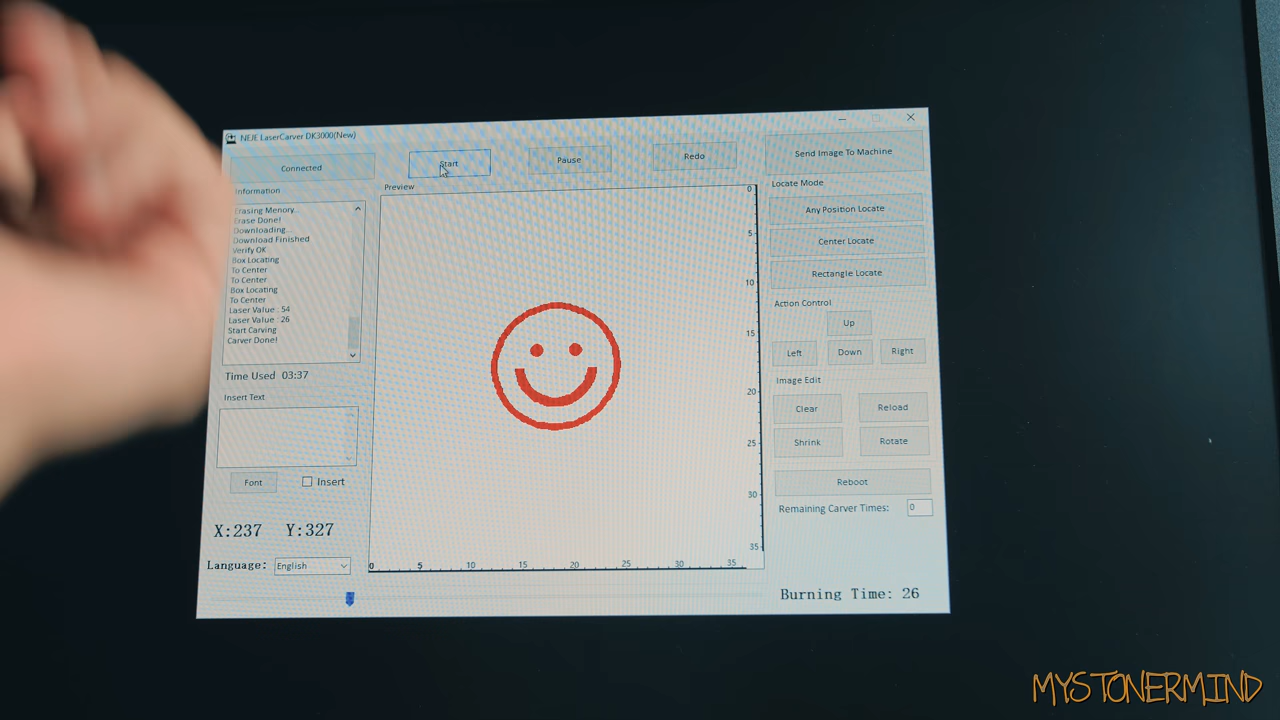 NEJE LaserCarver DK3000(New)
Connected
Start
Pause
Redo
Send Image To Machine
Information
Preview
Locate Mode
Erasing Menory...
Erase Done!
Downloading...
Download Finished
Verify OK
Box Locating
To Center
To Center
Box Locating
To Center
Laser Value : 54
Laser Value : 26
Start Carving
Carver Done!
Time Used 03:37
Insert Text
Font
Insert
X:237 Y:327
Language: English
0
5
10
15
20
25
30
35
0 5 10 15 20 25 30 35
Any Position Locate
Center Locate
Rectangle Locate
Action Control
Up
Left Down Right
Image Edit
Clear Reload
Shrink Rotate
Reboot
Remaining Carver Times: 0
Burning Time: 26
MYSTONERMIND